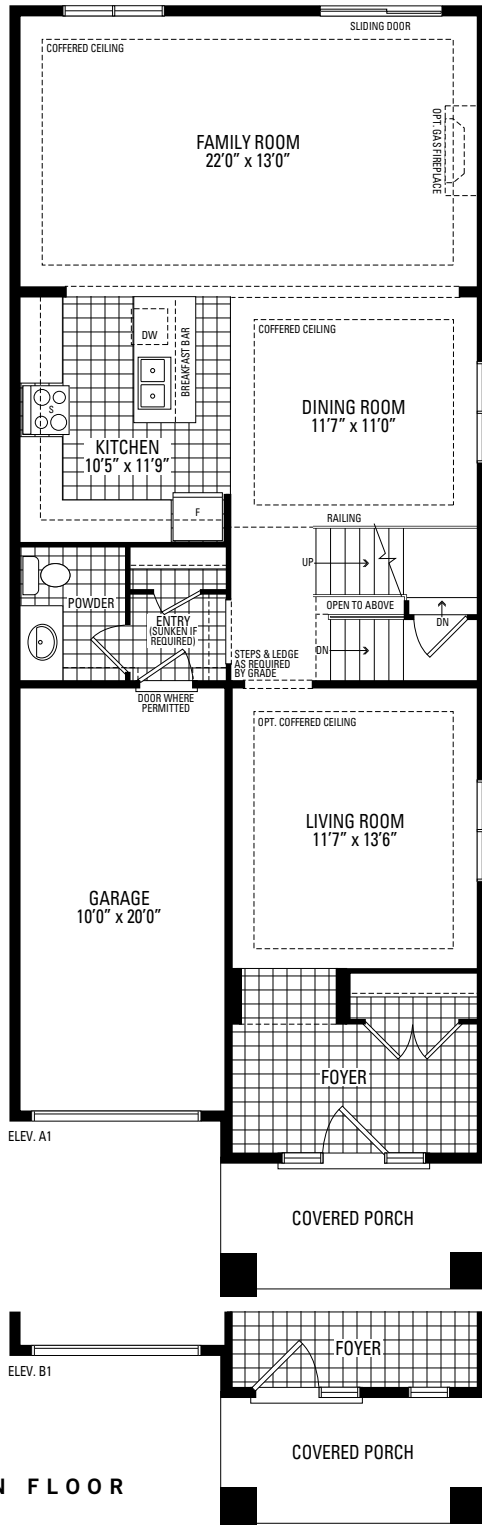 SLIDING DOOR
COFFERED CEILING
FAMILY ROOM
22'0" x 13'0"
OPT. GAS FIREPLACE
DW
BREAKFAST BAR
COFFERED CEILING
S
DINING ROOM
11'7" x 11'0"
KITCHEN
10'5" x 11'9"
F
RAILING
UP
POWDER
OPEN TO ABOVE
ENTRY
(SUNKEN IF
REQUIRED)
DN
DN
STEPS & LEDGE
AS REQUIRED
BY GRADE
DOOR WHERE
PERMITTED
OPT. COFFERED CEILING
LIVING ROOM
11'7" x 13'6"
GARAGE
10'0" x 20'0"
FOYER
ELEV. A1
COVERED PORCH
FOYER
ELEV. B1
COVERED PORCH
N FLOOR